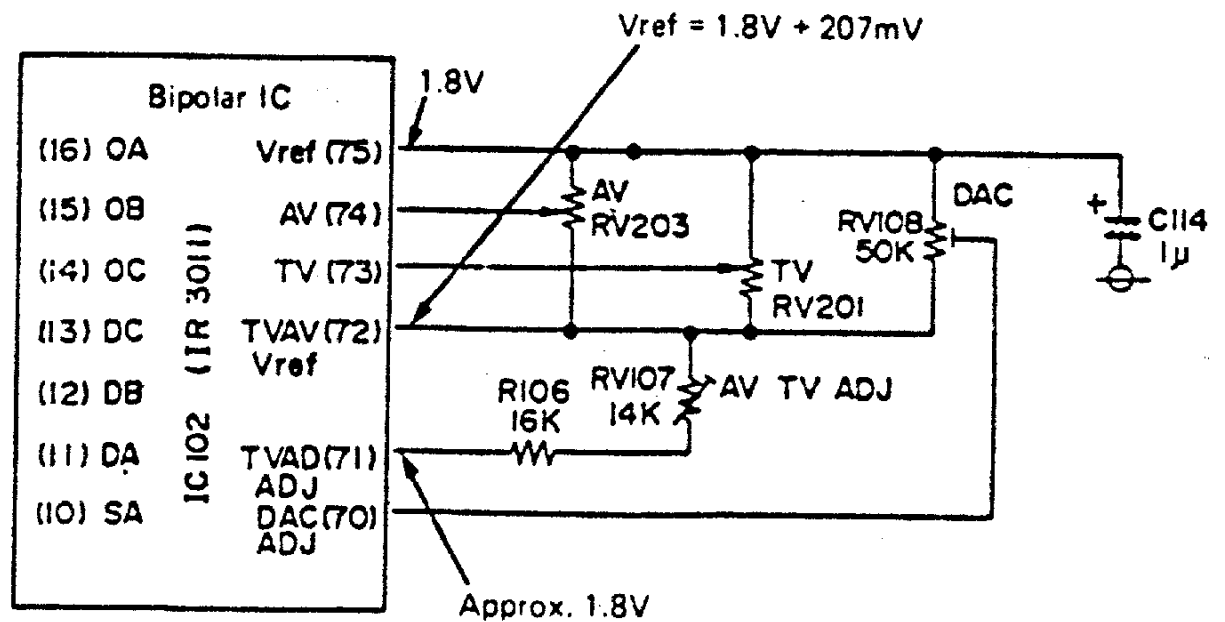 Vref = 1.8V + 207mV
1.8V
Bipolar IC
(16) OA
Vref (75)
(15) OB
AV (74)
(14) OC
TV (73)
(13) DC
TVAV (72)
Vref
(12) DB
(11) DA
TVAD (71)
ADJ
(10) SA
DAC (70)
ADJ
IC102 (IR 3011)
AV
RV203
TV
RV201
DAC
RV108
50K
+
C114
1μ
R106
16K
RV107
14K
AV TV ADJ
Approx. 1.8V